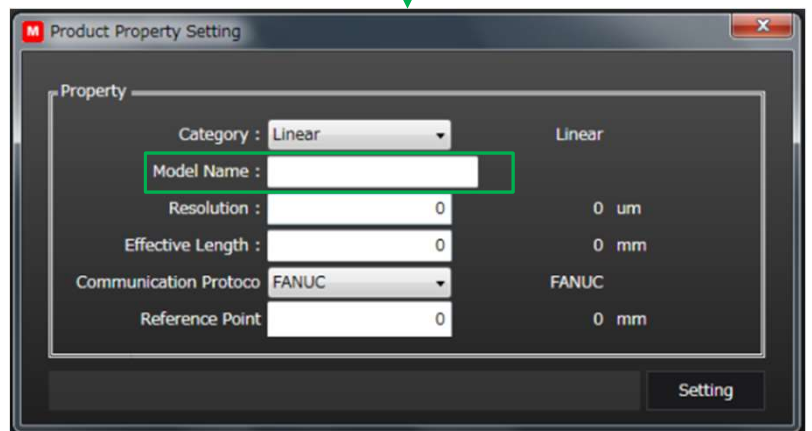 M Product Property Setting
x
Property
Category : Linear Linear
Model Name :
Resolution : 0 0 um
Effective Length : 0 0 mm
Communication Protoco FANUC FANUC
Reference Point 0 0 mm
Setting